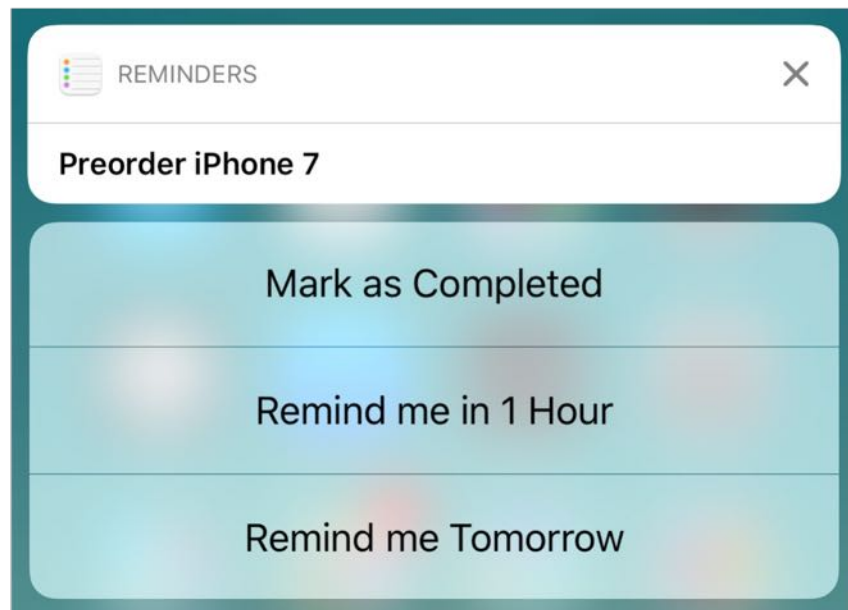 REMINDERS
Preorder iPhone 7
Mark as Completed
Remind me in 1 Hour
Remind me Tomorrow